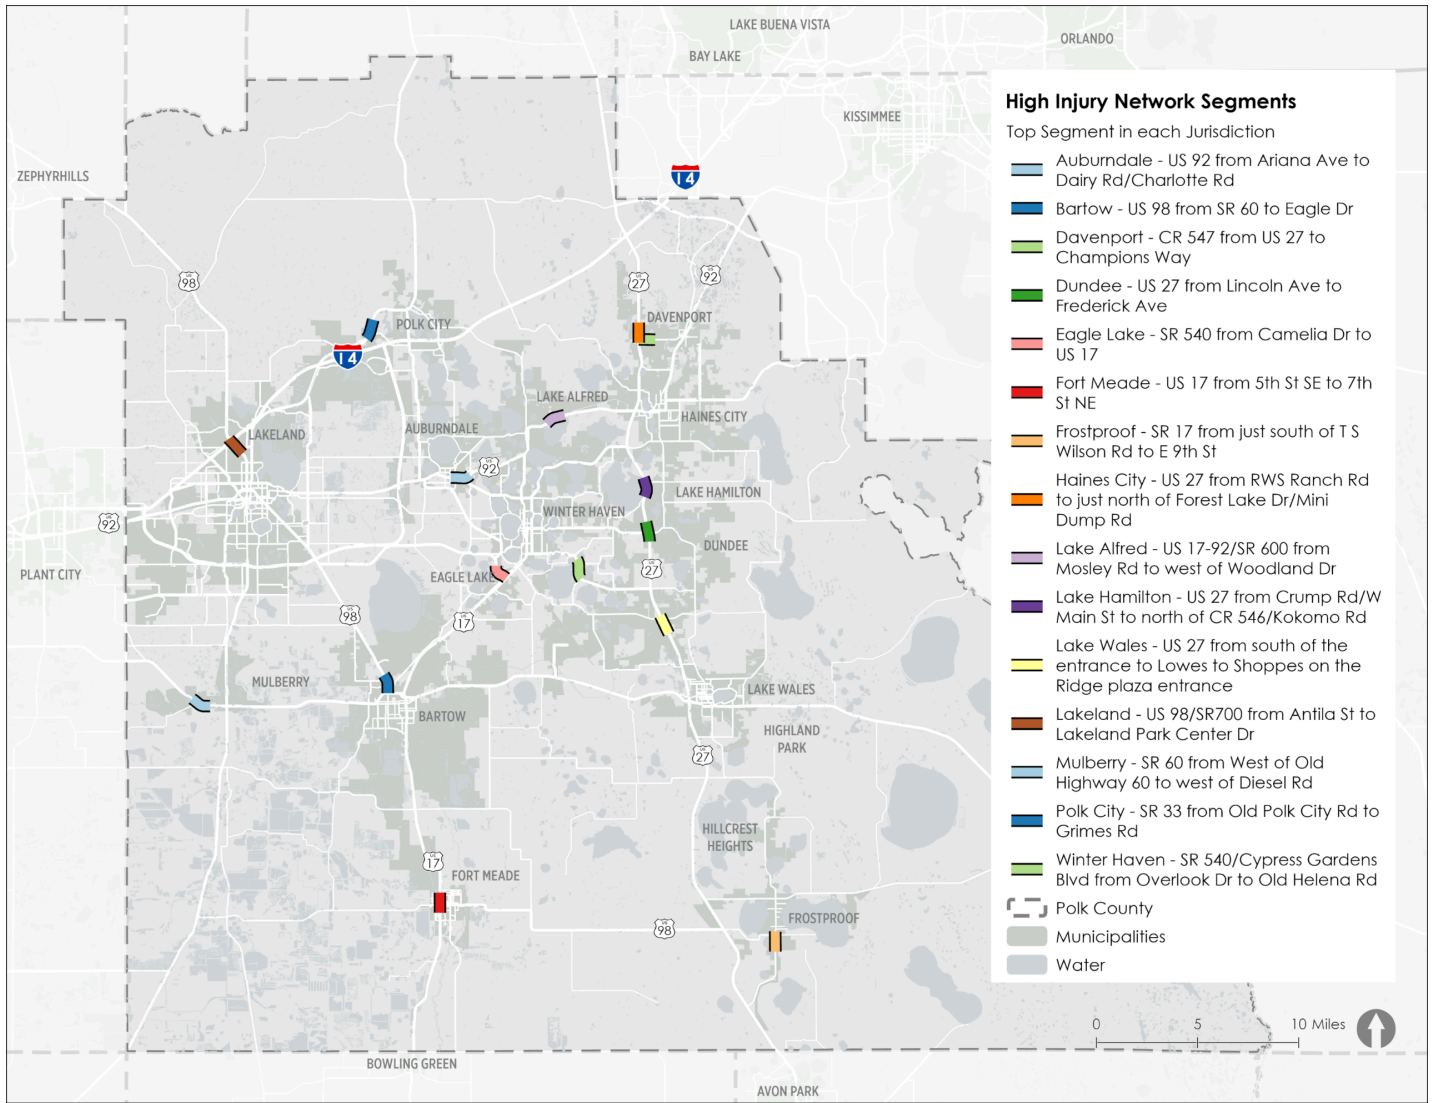 LAKE BUENA VISTA
ORLANDO
BAY LAKE
KISSIMMEE
ZEPHYRHILLS
14
US 98
US 27
US 92
POLK CITY
DAVENPORT
14
LAKE ALFRED
HAINES CITY
LAKELAND
AUBURNDALE
US 92
LAKE HAMILTON
WINTER HAVEN
US 92
DUNDEE
PLANT CITY
EAGLE LAKE
US 27
US 98
US 17
MULBERRY
LAKE WALES
BARTOW
HIGHLAND
PARK
US 27
HILLCREST
HEIGHTS
US 17
FORT MEADE
FROSTPROOF
US 98
BOWLING GREEN
AVON PARK
High Injury Network Segments
Top Segment in each Jurisdiction
Auburndale - US 92 from Ariana Ave to
Dairy Rd/Charlotte Rd
Bartow - US 98 from SR 60 to Eagle Dr
Davenport - CR 547 from US 27 to
Champions Way
Dundee - US 27 from Lincoln Ave to
Frederick Ave
Eagle Lake - SR 540 from Camelia Dr to
US 17
Fort Meade - US 17 from 5th St SE to 7th
St NE
Frostproof - SR 17 from just south of T S
Wilson Rd to E 9th St
Haines City - US 27 from RWS Ranch Rd
to just north of Forest Lake Dr/Mini
Dump Rd
Lake Alfred - US 17-92/SR 600 from
Mosley Rd to west of Woodland Dr
Lake Hamilton - US 27 from Crump Rd/W
Main St to north of CR 546/Kokomo Rd
Lake Wales - US 27 from south of the
entrance to Lowes to Shoppes on the
Ridge plaza entrance
Lakeland - US 98/SR700 from Antila St to
Lakeland Park Center Dr
Mulberry - SR 60 from West of Old
Highway 60 to west of Diesel Rd
Polk City - SR 33 from Old Polk City Rd to
Grimes Rd
Winter Haven - SR 540/Cypress Gardens
Blvd from Overlook Dr to Old Helena Rd
Polk County
Municipalities
Water
0 5 10 Miles